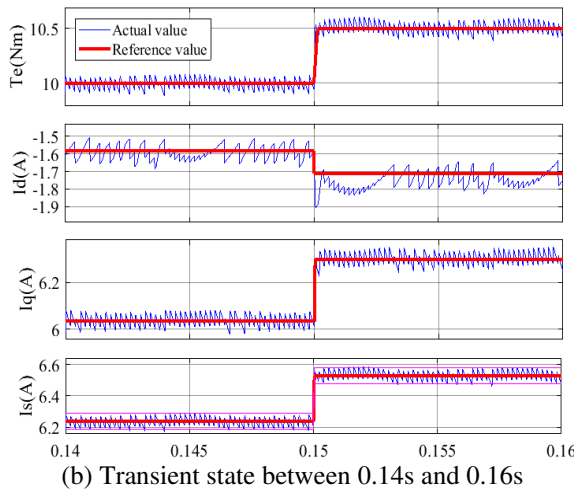 Te(Nm)
10.5
10
Actual value
Reference value
Id(A)
-1.5
-1.6
-1.7
-1.8
-1.9
Iq(A)
6.2
6
Is(A)
6.6
6.4
6.2
0.14
0.145
0.15
0.155
0.16
(b) Transient state between 0.14s and 0.16s